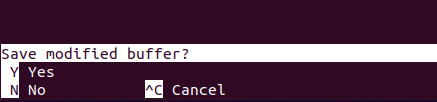 Save modified buffer?
Y Yes
N No ^C Cancel